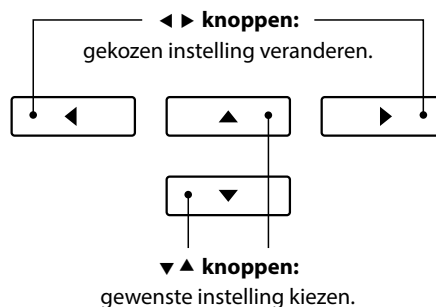 ◀ ▶ knoppen:
gekozen instelling veranderen.
◀ ▲ ▶
▼
▼ ▲ knoppen:
gewenste instelling kiezen.